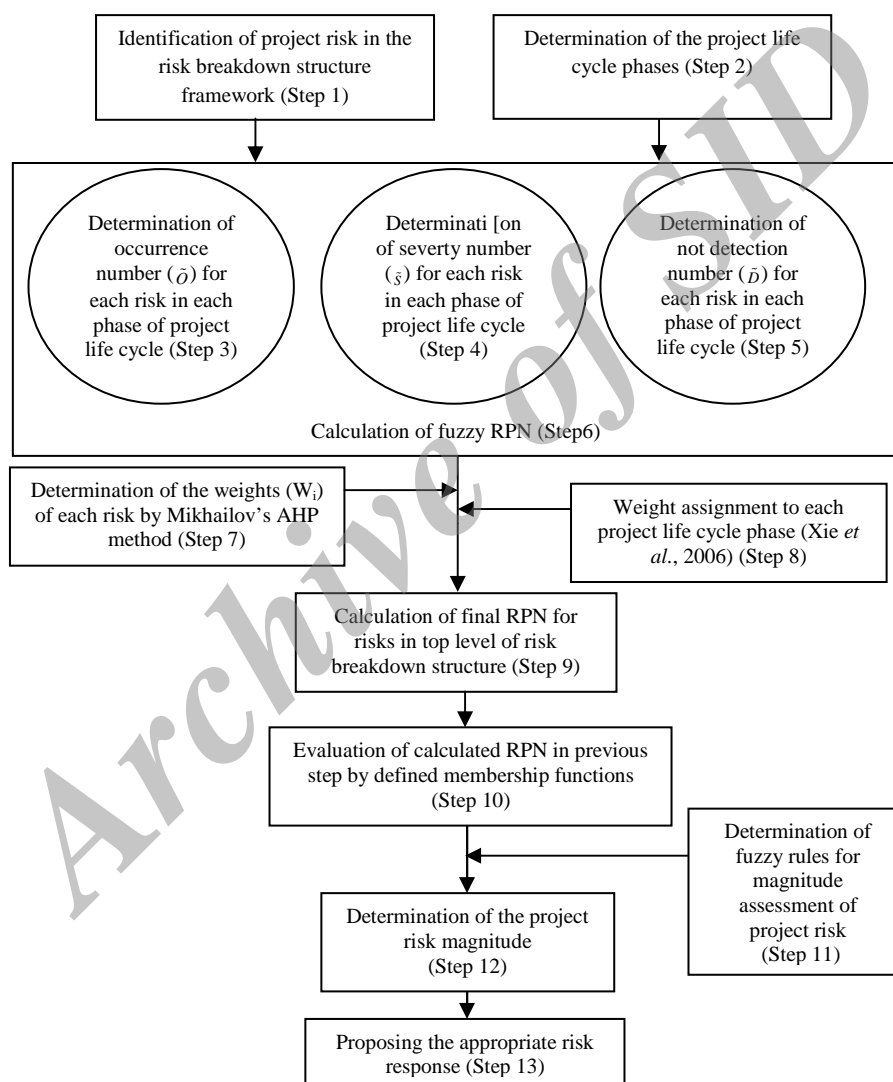 Identification of project risk in the
risk breakdown structure
framework (Step 1)
Determination of the project life
cycle phases (Step 2)
Determination of
occurrence
number (Õ) for
each risk in each
phase of project
life cycle (Step 3)
Determinati [on
of severty number
(s̃) for each risk
in each phase of
project life cycle
(Step 4)
Determination of
not detection
number (D̃) for
each risk in each
phase of project
life cycle (Step 5)
Calculation of fuzzy RPN (Step6)
Determination of the weights (Wᵢ)
of each risk by Mikhailov's AHP
method (Step 7)
Weight assignment to each
project life cycle phase (Xie et
al., 2006) (Step 8)
Calculation of final RPN for
risks in top level of risk
breakdown structure (Step 9)
Evaluation of calculated RPN in previous
step by defined membership functions
(Step 10)
Determination of
fuzzy rules for
magnitude
assessment of
project risk
(Step 11)
Determination of the project
risk magnitude
(Step 12)
Proposing the appropriate risk
response (Step 13)
Archive of SID